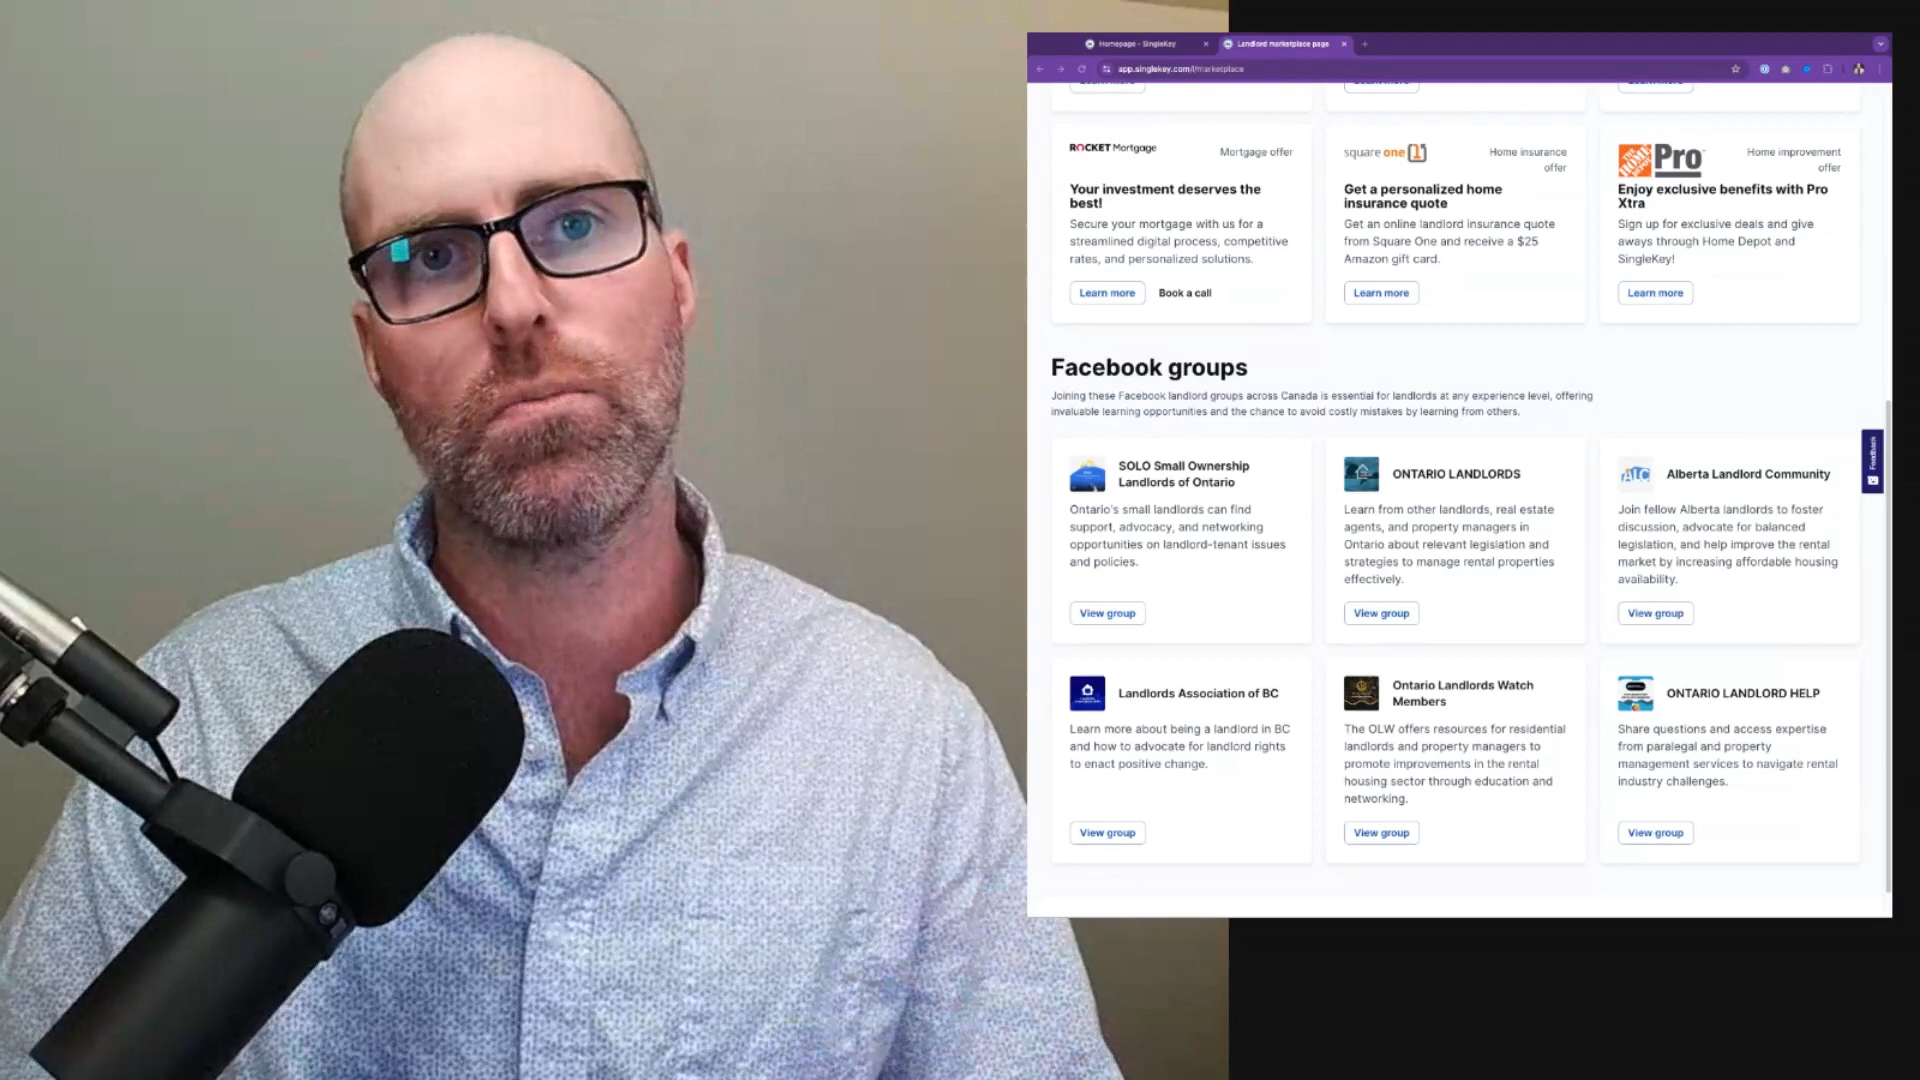 Homepage - SingleKey
Landlord marketplace page
app.singlekey.com/l/marketplace
ROCKET Mortgage
Mortgage offer
Your investment deserves the
best!
Secure your mortgage with us for a
streamlined digital process, competitive
rates, and personalized solutions.
Learn more
Book a call
square one 1
Home insurance
offer
Get a personalized home
insurance quote
Get an online landlord insurance quote
from Square One and receive a $25
Amazon gift card.
Learn more
THE HOME DEPOT Pro
Home improvement
offer
Enjoy exclusive benefits with Pro
Xtra
Sign up for exclusive deals and give
aways through Home Depot and
SingleKey!
Learn more
Facebook groups
Joining these Facebook landlord groups across Canada is essential for landlords at any experience level, offering
invaluable learning opportunities and the chance to avoid costly mistakes by learning from others.
Feedback
SOLO Small Ownership
Landlords of Ontario
Ontario's small landlords can find
support, advocacy, and networking
opportunities on landlord-tenant issues
and policies.
View group
ONTARIO LANDLORDS
Learn from other landlords, real estate
agents, and property managers in
Ontario about relevant legislation and
strategies to manage rental properties
effectively.
View group
ALC
Alberta Landlord Community
Join fellow Alberta landlords to foster
discussion, advocate for balanced
legislation, and help improve the rental
market by increasing affordable housing
availability.
View group
Landlords Association of BC
Learn more about being a landlord in BC
and how to advocate for landlord rights
to enact positive change.
View group
Ontario Landlords Watch
Members
The OLW offers resources for residential
landlords and property managers to
promote improvements in the rental
housing sector through education and
networking.
View group
ONTARIO LANDLORD HELP
Share questions and access expertise
from paralegal and property
management services to navigate rental
industry challenges.
View group